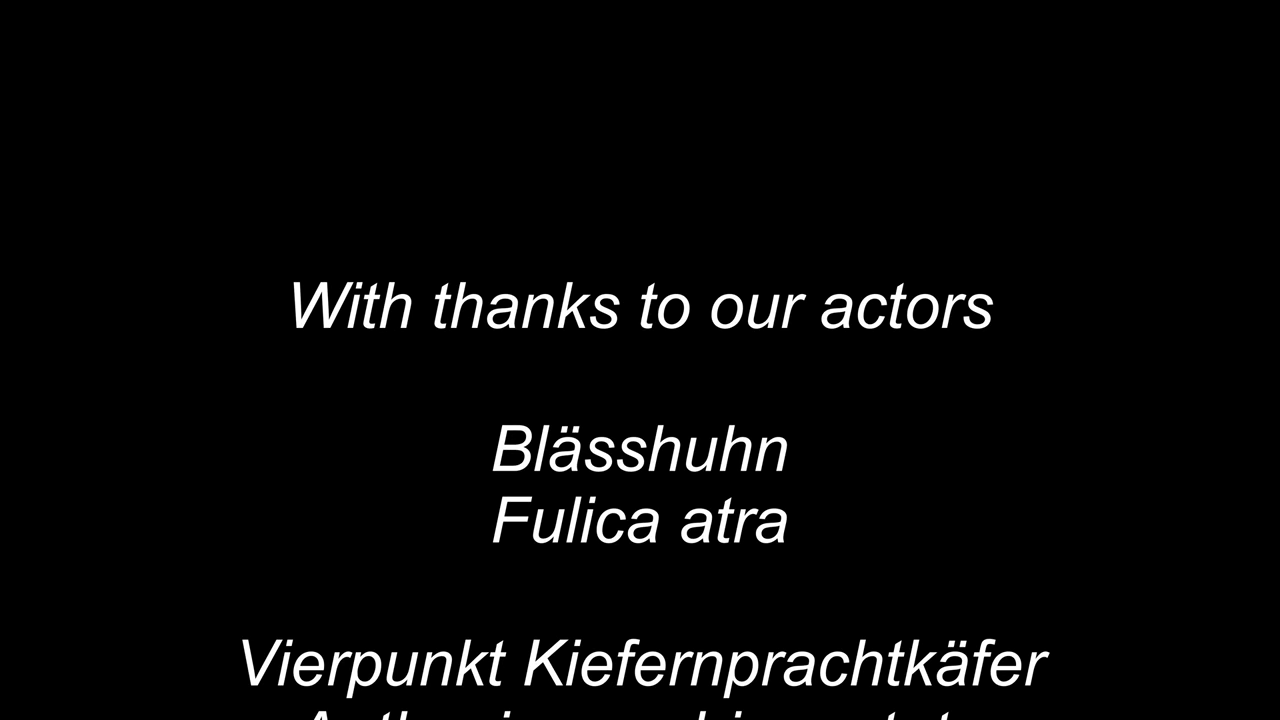 With thanks to our actors
Blässhuhn
Fulica atra
Vierpunkt Kiefernprachtkäfer